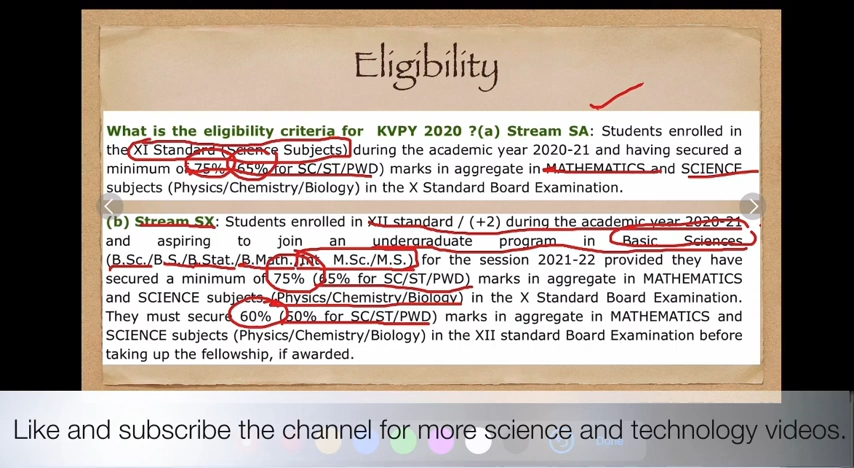 Eligibility
What is the eligibility criteria for KVPY 2020 ?(a) Stream SA: Students enrolled in
the XI Standard (Science Subjects) during the academic year 2020-21 and having secured a
minimum of 75% (65% for SC/ST/PWD) marks in aggregate in MATHEMATICS and SCIENCE
subjects (Physics/Chemistry/Biology) in the X Standard Board Examination.
(b) Stream SX: Students enrolled in XII standard / (+2) during the academic year 2020-21
and aspiring to join an undergraduate program in Basic Sciences
(B.Sc./B.S./B.Stat./B.Math./Int. M.Sc./M.S.) for the session 2021-22 provided they have
secured a minimum of 75% (65% for SC/ST/PWD) marks in aggregate in MATHEMATICS
and SCIENCE subjects (Physics/Chemistry/Biology) in the X Standard Board Examination.
They must secure 60% (50% for SC/ST/PWD) marks in aggregate in MATHEMATICS and
SCIENCE subjects (Physics/Chemistry/Biology) in the XII standard Board Examination before
taking up the fellowship, if awarded.
Like and subscribe the channel for more science and technology videos.